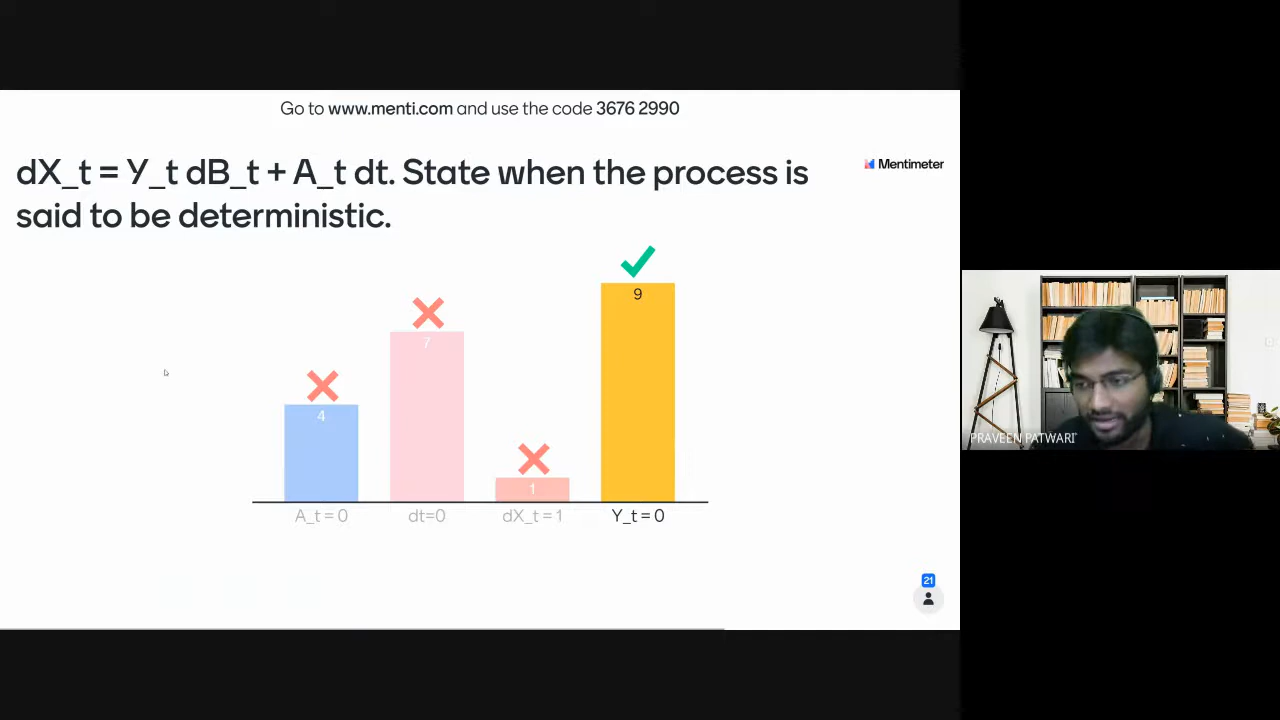 Go to www.menti.com and use the code 3676 2990
Mentimeter
dX_t = Y_t dB_t + A_t dt. State when the process is
said to be deterministic.
4
7
1
9
A_t = 0
dt=0
dX_t = 1
Y_t = 0
21
PRAVEEN PATWARI